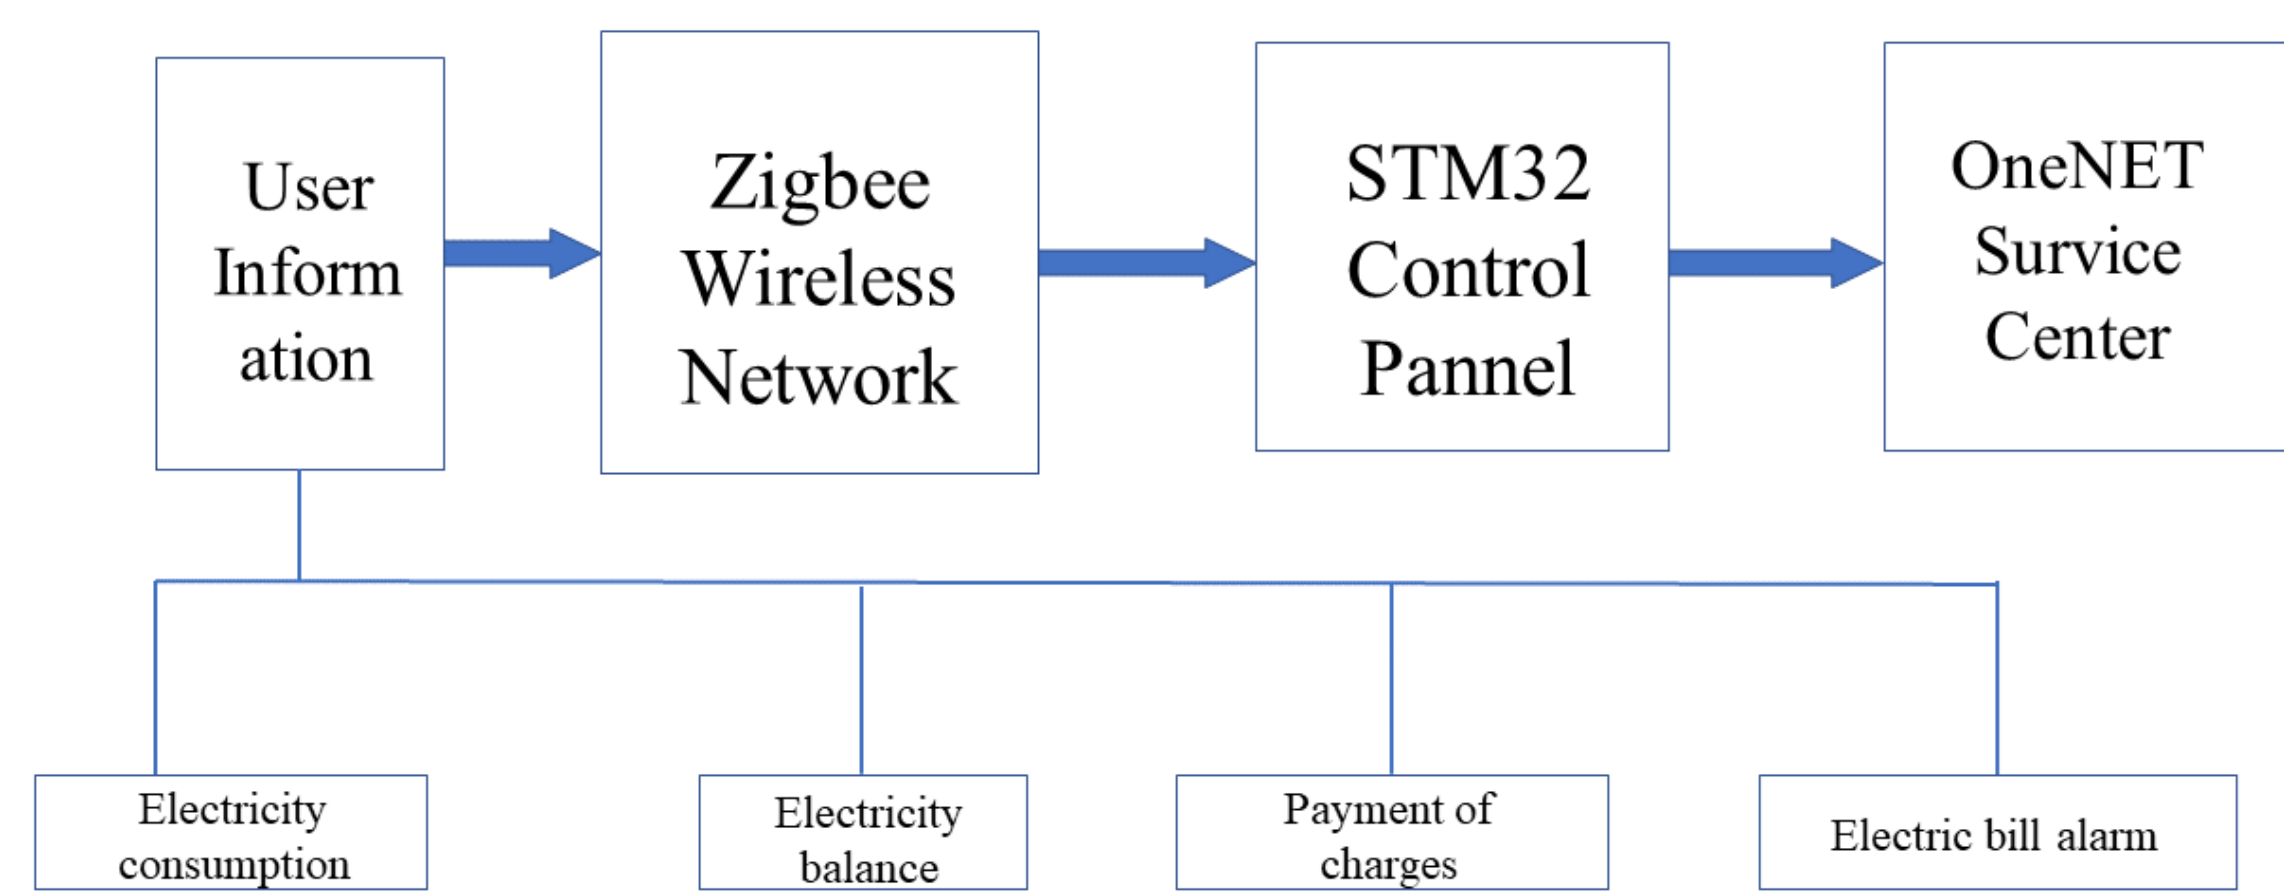 User
Inform
ation
Zigbee
Wireless
Network
STM32
Control
Pannel
OneNET
Survice
Center
Electricity
consumption
Electricity
balance
Payment of
charges
Electric bill alarm